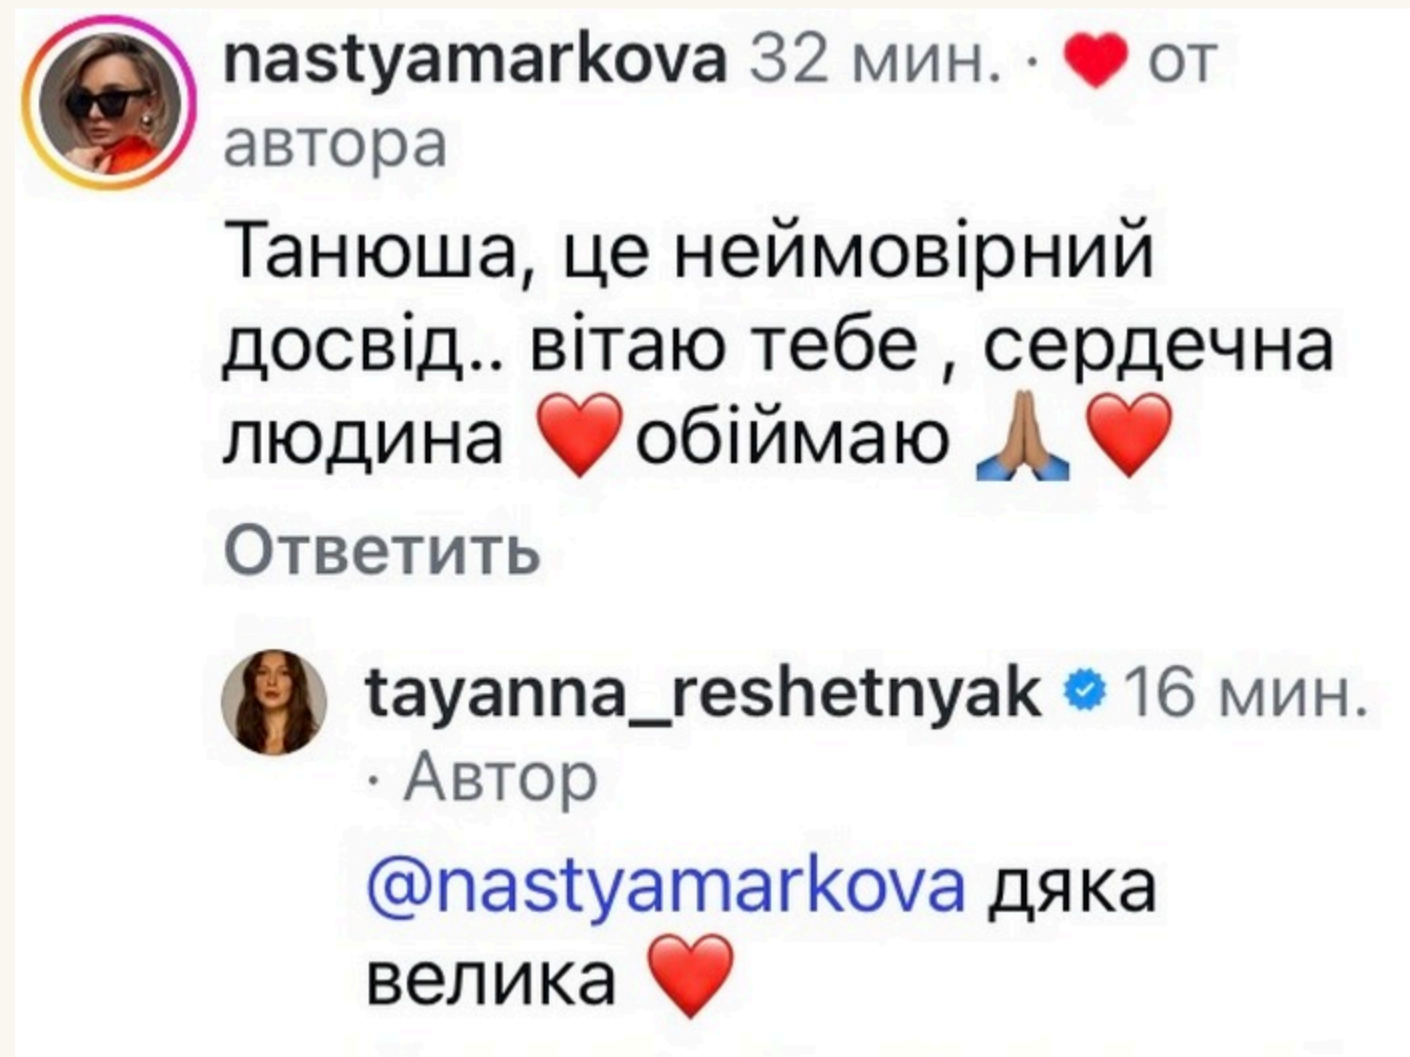 nastyamarkova 32 мин. · ❤️ от
автора
Танюша, це неймовірний
досвід.. вітаю тебе , сердечна
людина ❤️обіймаю 🙏🏽❤️
Ответить
tayanna_reshetnyak 16 мин.
· Автор
@nastyamarkova дяка
велика ❤️